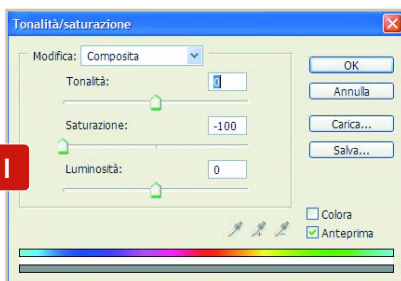 Tonalità/saturazione
Modifica: Composita
OK
Tonalità: 0
Annulla
Saturazione: -100
Carica...
Salva...
Luminosità: 0
Colora
Anteprima